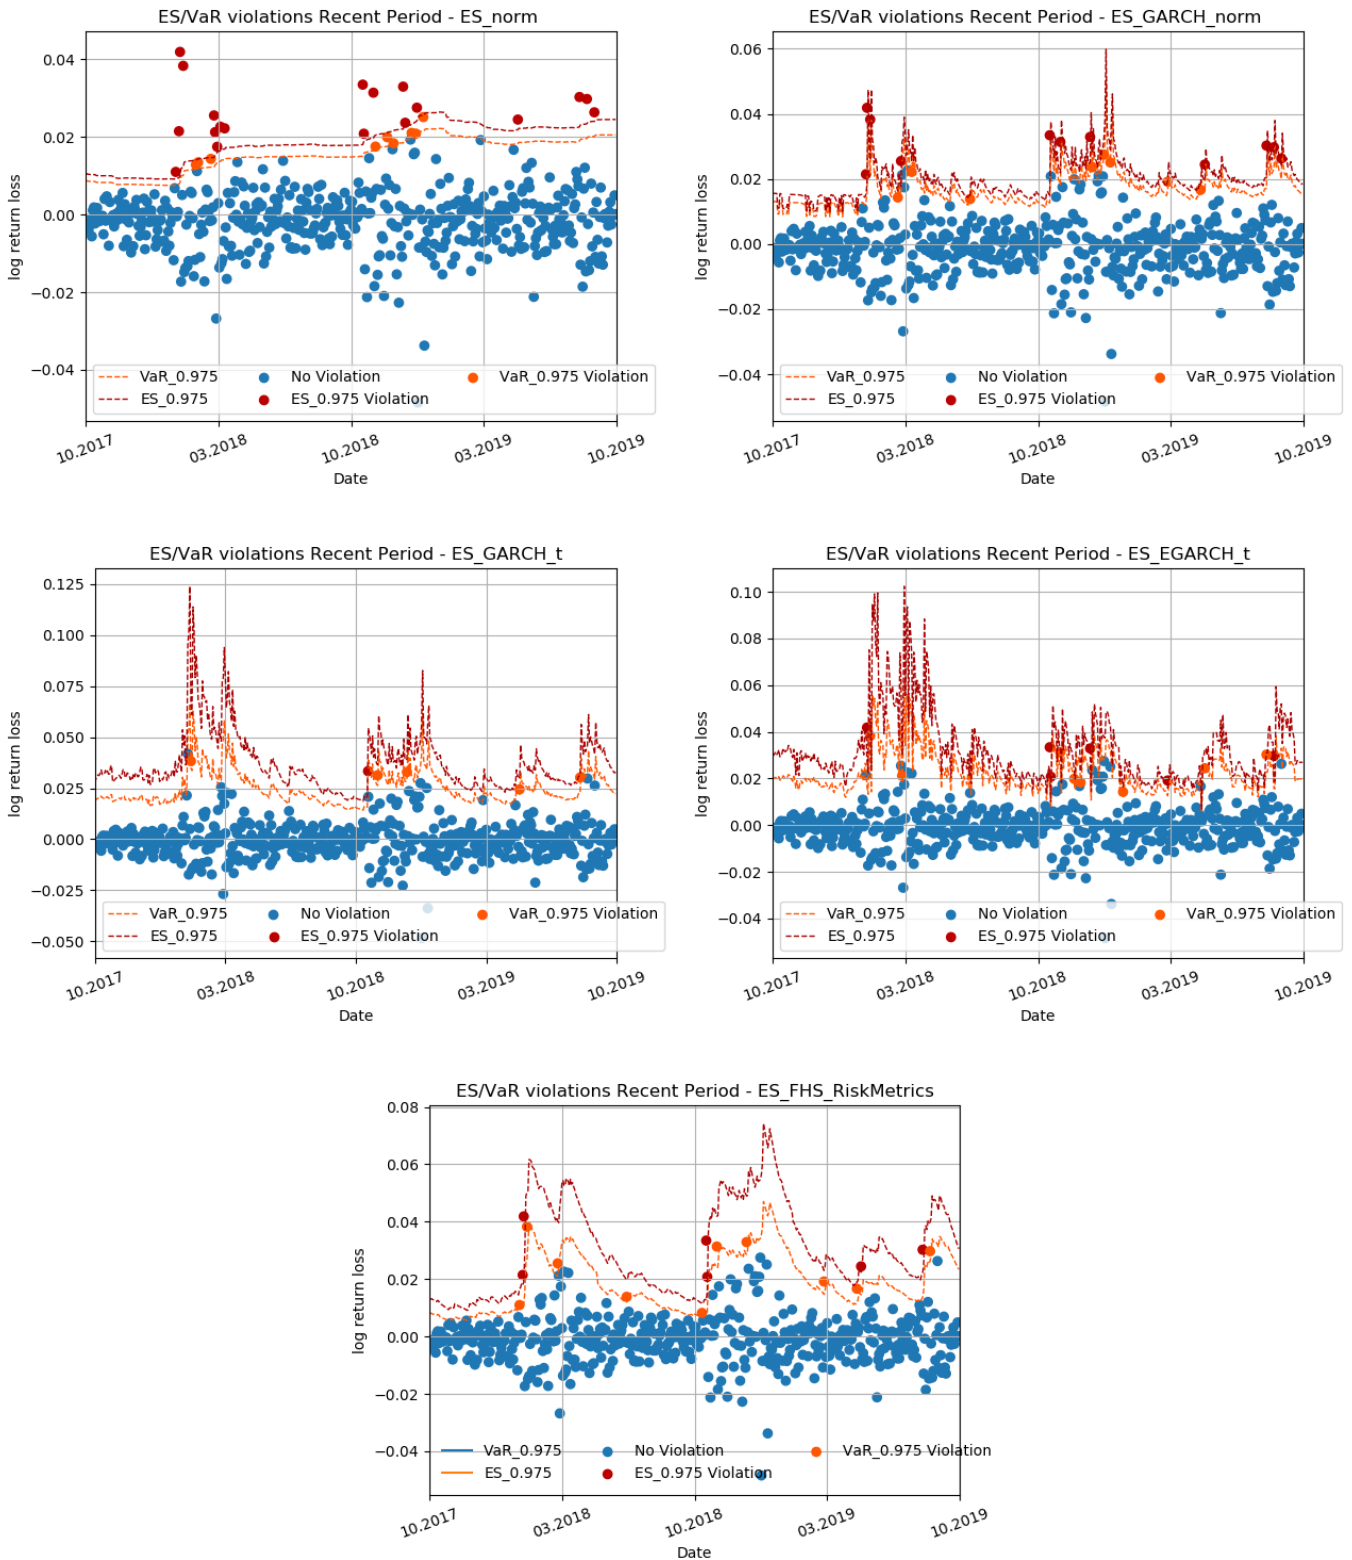 ES/VaR violations Recent Period - ES_norm
0.04
0.02
0.00
−0.02
−0.04
log return loss
VaR_0.975
ES_0.975
No Violation
ES_0.975 Violation
VaR_0.975 Violation
10.2017
03.2018
10.2018
03.2019
10.2019
Date
ES/VaR violations Recent Period - ES_GARCH_norm
0.06
0.04
0.02
0.00
−0.02
−0.04
log return loss
VaR_0.975
ES_0.975
No Violation
ES_0.975 Violation
VaR_0.975 Violation
10.2017
03.2018
10.2018
03.2019
10.2019
Date
ES/VaR violations Recent Period - ES_GARCH_t
0.125
0.100
0.075
0.050
0.025
0.000
−0.025
−0.050
log return loss
VaR_0.975
ES_0.975
No Violation
ES_0.975 Violation
VaR_0.975 Violation
10.2017
03.2018
10.2018
03.2019
10.2019
Date
ES/VaR violations Recent Period - ES_EGARCH_t
0.10
0.08
0.06
0.04
0.02
0.00
−0.02
−0.04
log return loss
VaR_0.975
ES_0.975
No Violation
ES_0.975 Violation
VaR_0.975 Violation
10.2017
03.2018
10.2018
03.2019
10.2019
Date
ES/VaR violations Recent Period - ES_FHS_RiskMetrics
0.08
0.06
0.04
0.02
0.00
−0.02
−0.04
log return loss
VaR_0.975
ES_0.975
No Violation
ES_0.975 Violation
VaR_0.975 Violation
10.2017
03.2018
10.2018
03.2019
10.2019
Date